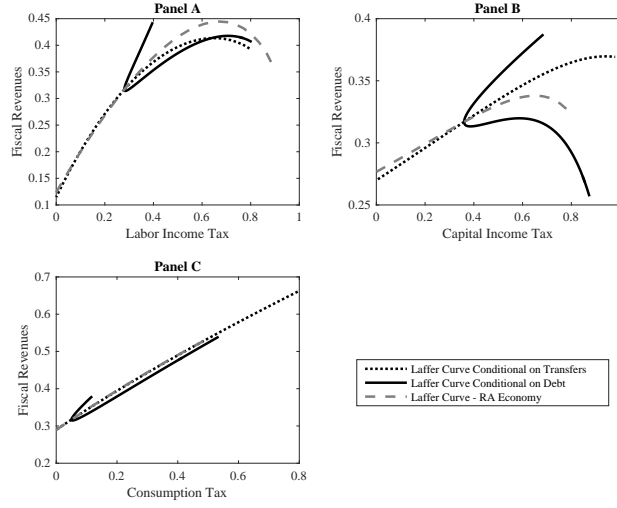 Panel A
0.45
0.4
0.35
0.3
0.25
0.2
0.15
0.1
Fiscal Revenues
0
0.2
0.4
0.6
0.8
1
Labor Income Tax
Panel B
0.4
0.35
0.3
0.25
Fiscal Revenues
0
0.2
0.4
0.6
0.8
Capital Income Tax
Panel C
0.7
0.6
0.5
0.4
0.3
0.2
Fiscal Revenues
0
0.2
0.4
0.6
0.8
Consumption Tax
Laffer Curve Conditional on Transfers
Laffer Curve Conditional on Debt
Laffer Curve - RA Economy